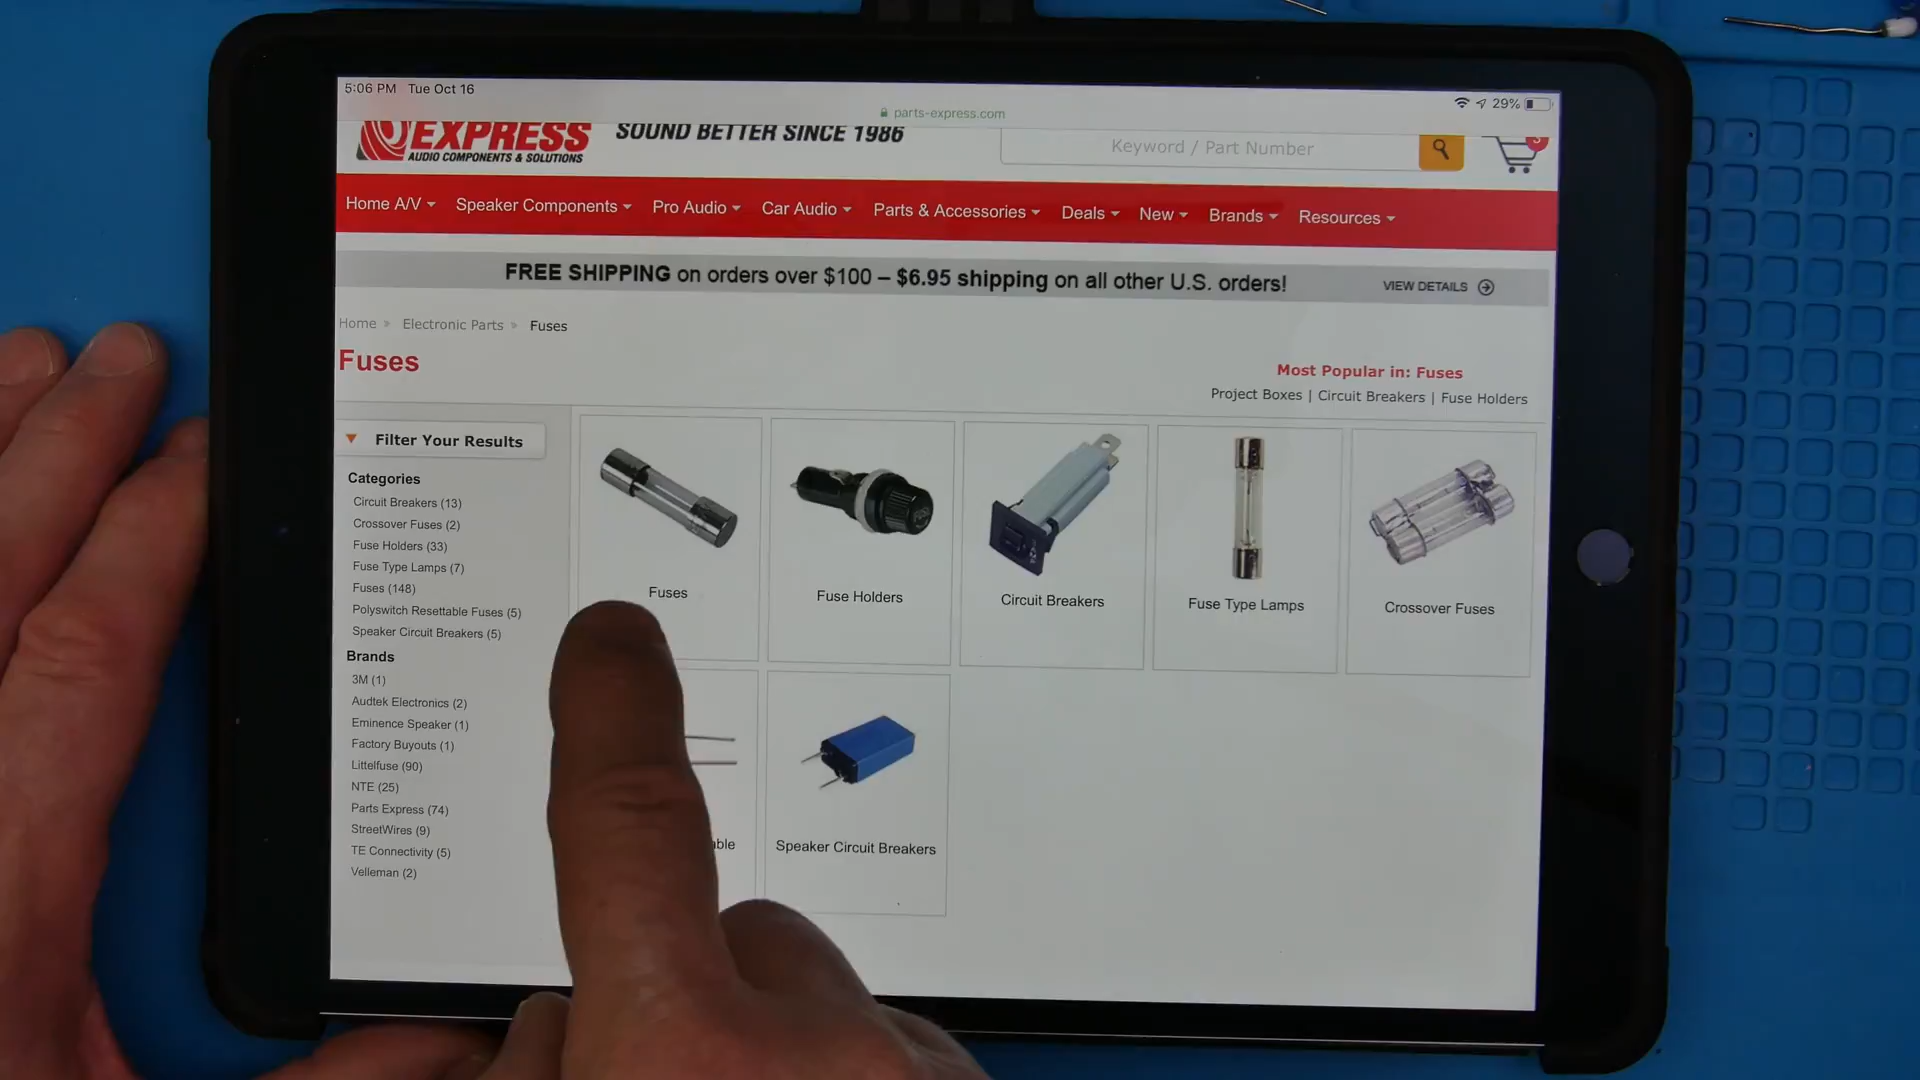 5:06 PM Tue Oct 16
29%
parts-express.com
EXPRESS
AUDIO COMPONENTS & SOLUTIONS
SOUND BETTER SINCE 1986
Keyword / Part Number
Home A/V
Speaker Components
Pro Audio
Car Audio
Parts & Accessories
Deals
New
Brands
Resources
FREE SHIPPING on orders over $100 – $6.95 shipping on all other U.S. orders!
VIEW DETAILS
Home » Electronic Parts » Fuses
Fuses
Most Popular in: Fuses
Project Boxes | Circuit Breakers | Fuse Holders
Filter Your Results
Categories
Circuit Breakers (13)
Crossover Fuses (2)
Fuse Holders (33)
Fuse Type Lamps (7)
Fuses (148)
Polyswitch Resettable Fuses (5)
Speaker Circuit Breakers (5)
Brands
3M (1)
Audtek Electronics (2)
Eminence Speaker (1)
Factory Buyouts (1)
Littelfuse (90)
NTE (25)
Parts Express (74)
StreetWires (9)
TE Connectivity (5)
Velleman (2)
Fuses
Fuse Holders
Circuit Breakers
Fuse Type Lamps
Crossover Fuses
Speaker Circuit Breakers